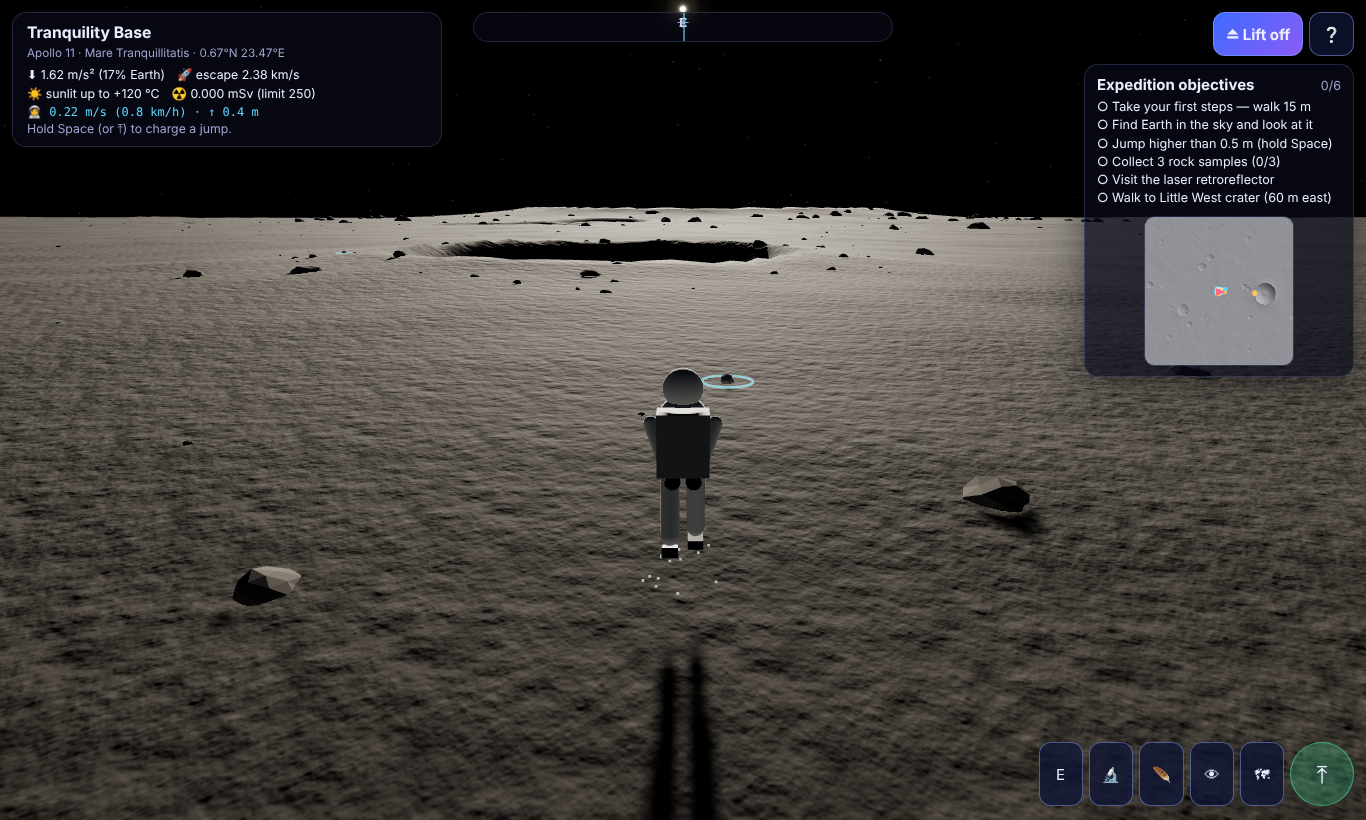 Tranquility Base
Apollo 11 · Mare Tranquillitatis · 0.67°N 23.47°E
⬇ 1.62 m/s² (17% Earth) 🚀 escape 2.38 km/s
☀️ sunlit up to +120 °C ☢️ 0.000 mSv (limit 250)
🧑‍🚀 0.22 m/s (0.8 km/h) · ↑ 0.4 m
Hold Space (or ⤒) to charge a jump.
E
⏏ Lift off
?
Expedition objectives 0/6
○ Take your first steps — walk 15 m
○ Find Earth in the sky and look at it
○ Jump higher than 0.5 m (hold Space)
○ Collect 3 rock samples (0/3)
○ Visit the laser retroreflector
○ Walk to Little West crater (60 m east)
E